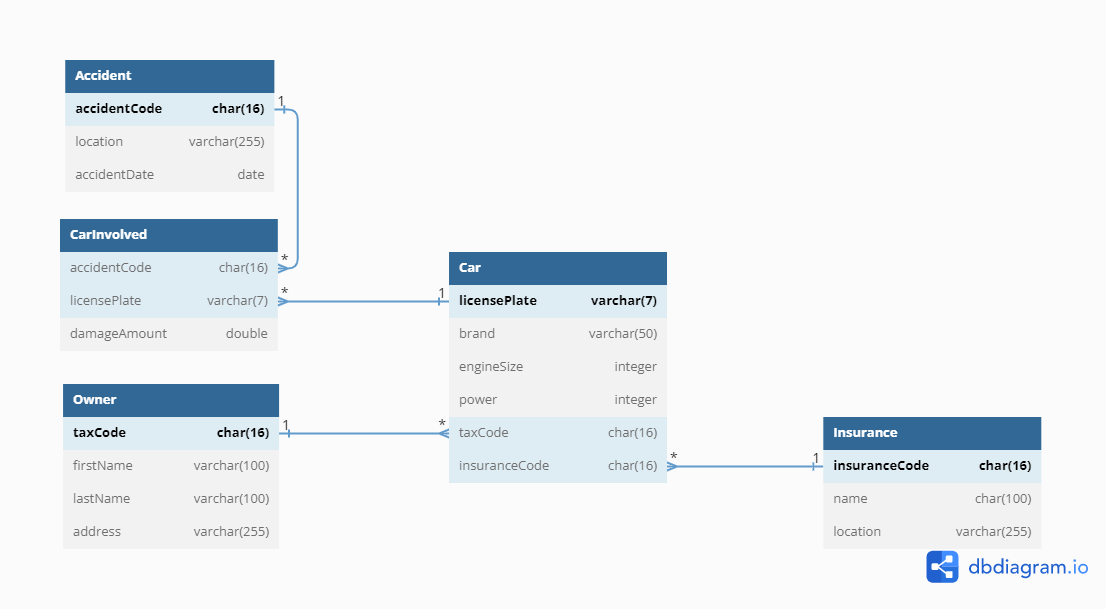 Accident
accidentCode char(16)
location varchar(255)
accidentDate date
1
*
CarInvolved
accidentCode char(16)
licensePlate varchar(7)
damageAmount double
*
1
Car
licensePlate varchar(7)
brand varchar(50)
engineSize integer
power integer
taxCode char(16)
insuranceCode char(16)
Owner
taxCode char(16)
firstName varchar(100)
lastName varchar(100)
address varchar(255)
1
*
*
1
Insurance
insuranceCode char(16)
name char(100)
location varchar(255)
dbdiagram.io